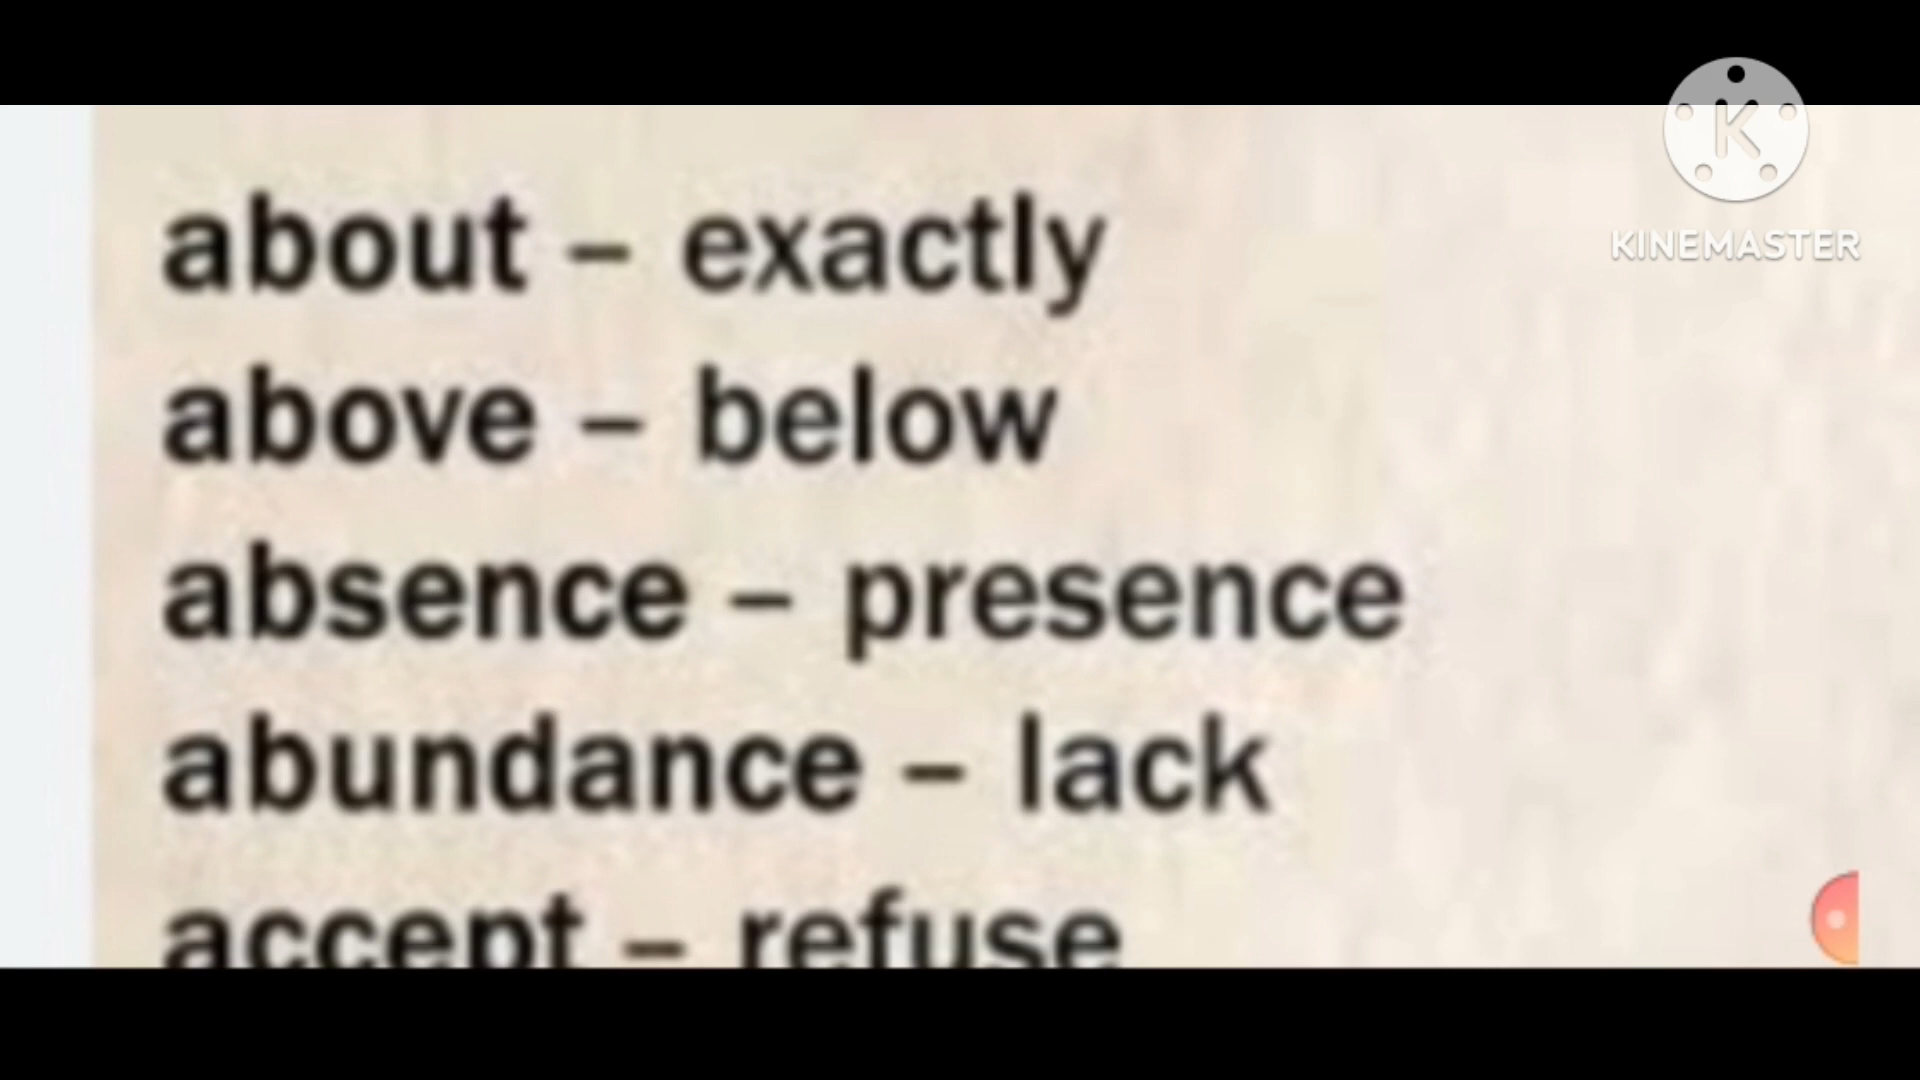 about – exactly
above – below
absence – presence
abundance – lack
accept – refuse
KINEMASTER